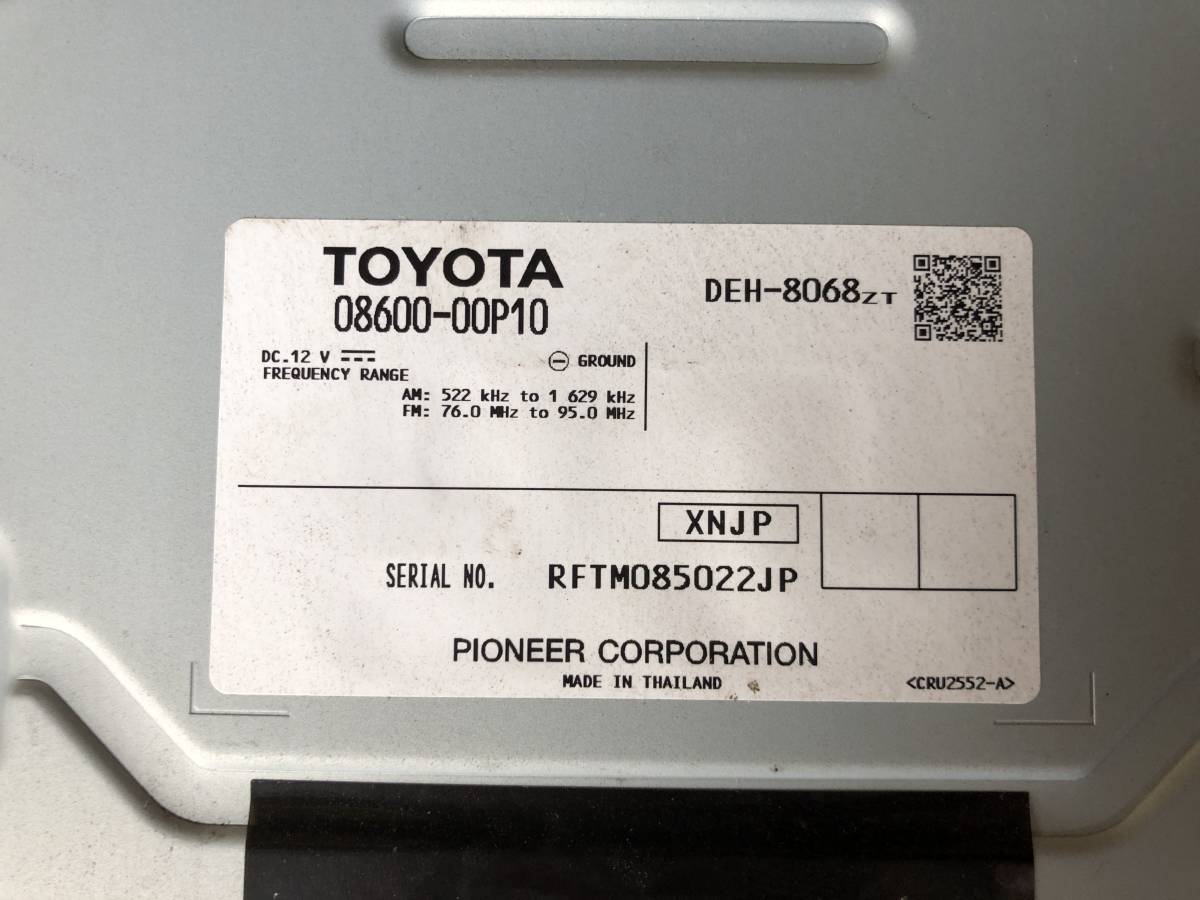 TOYOTA
08600-00P10
DEH-8068ZT
DC.12 V
GROUND
FREQUENCY RANGE
AM: 522 kHz to 1 629 kHz
FM: 76.0 MHz to 95.0 MHz
XNJP
SERIAL NO. RFTM085022JP
PIONEER CORPORATION
MADE IN THAILAND
<CRU2552-A>